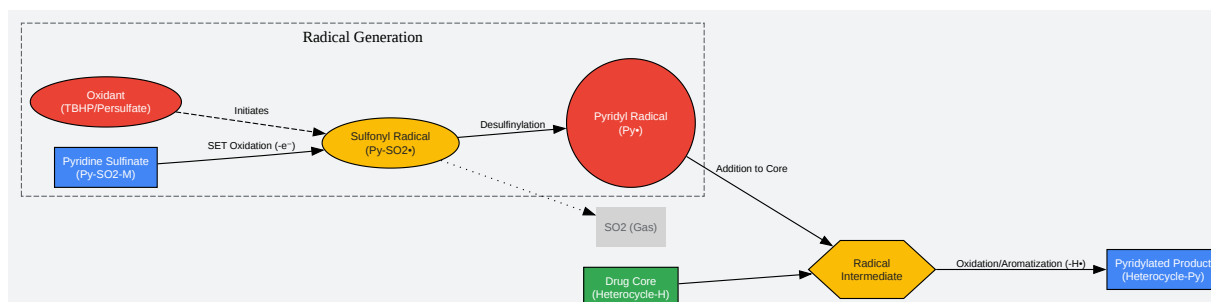 Radical Generation
Oxidant
(TBHP/Persulfate)
Initiates
Pyridine Sulfinate
(Py-SO2-M)
SET Oxidation (-e⁻)
Sulfonyl Radical
(Py-SO2•)
Desulfinylation
Pyridyl Radical
(Py•)
Addition to Core
SO2 (Gas)
Drug Core
(Heterocycle-H)
Radical
Intermediate
Oxidation/Aromatization (-H•)
Pyridylated Product
(Heterocycle-Py)